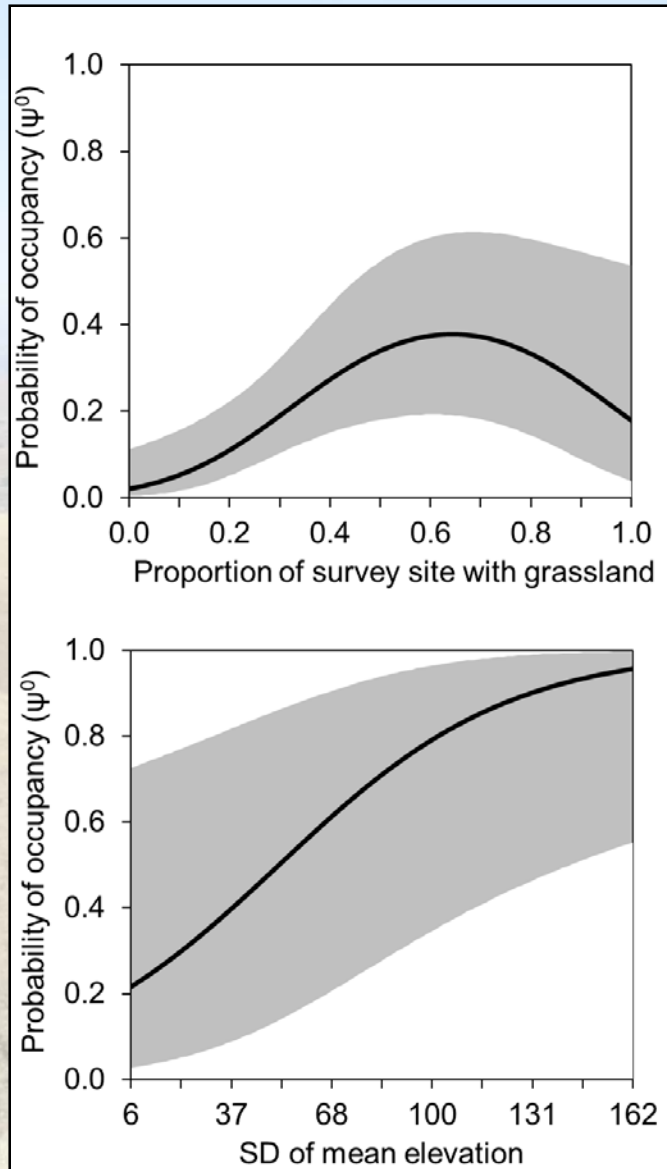 Probability of occupancy (ψ⁰)
1.0
0.8
0.6
0.4
0.2
0.0
0.0 0.2 0.4 0.6 0.8 1.0
Proportion of survey site with grassland
Probability of occupancy (ψ⁰)
1.0
0.8
0.6
0.4
0.2
0.0
6 37 68 100 131 162
SD of mean elevation